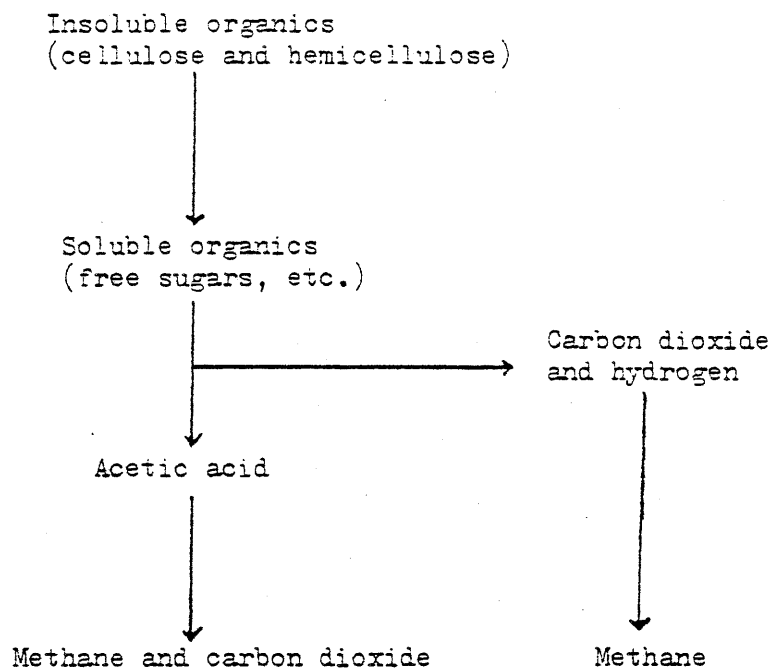 Insoluble organics
(cellulose and hemicellulose)
Soluble organics
(free sugars, etc.)
Carbon dioxide
and hydrogen
Acetic acid
Methane and carbon dioxide
Methane